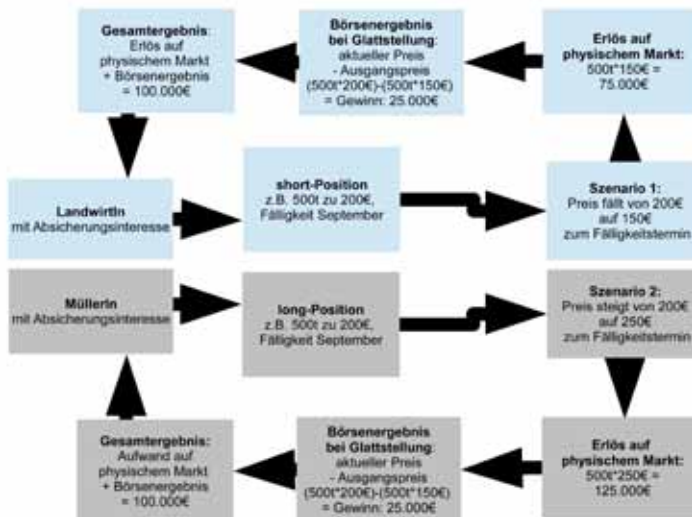 Gesamtergebnis:
Erlös auf
physischem Markt
+ Börsenergebnis
= 100.000€
Börsenergebnis
bei Glattstellung:
aktueller Preis
- Ausgangspreis
(500t*200€)-(500t*150€)
= Gewinn: 25.000€
Erlös auf
physischem Markt:
500t*150€ =
75.000€
LandwirtIn
mit Absicherungsinteresse
short-Position
z.B. 500t zu 200€,
Fälligkeit September
Szenario 1:
Preis fällt von 200€
auf 150€
zum Fälligkeitstermin
MüllerIn
mit Absicherungsinteresse
long-Position
z.B. 500t zu 200€,
Fälligkeit September
Szenario 2:
Preis steigt von 200€
auf 250€
zum Fälligkeitstermin
Gesamtergebnis:
Aufwand auf
physischem Markt
+ Börsenergebnis
= 100.000€
Börsenergebnis
bei Glattstellung:
aktueller Preis
- Ausgangspreis
(500t*200€)-(500t*150€)
= Gewinn: 25.000€
Erlös auf
physischem Markt:
500t*250€ =
125.000€